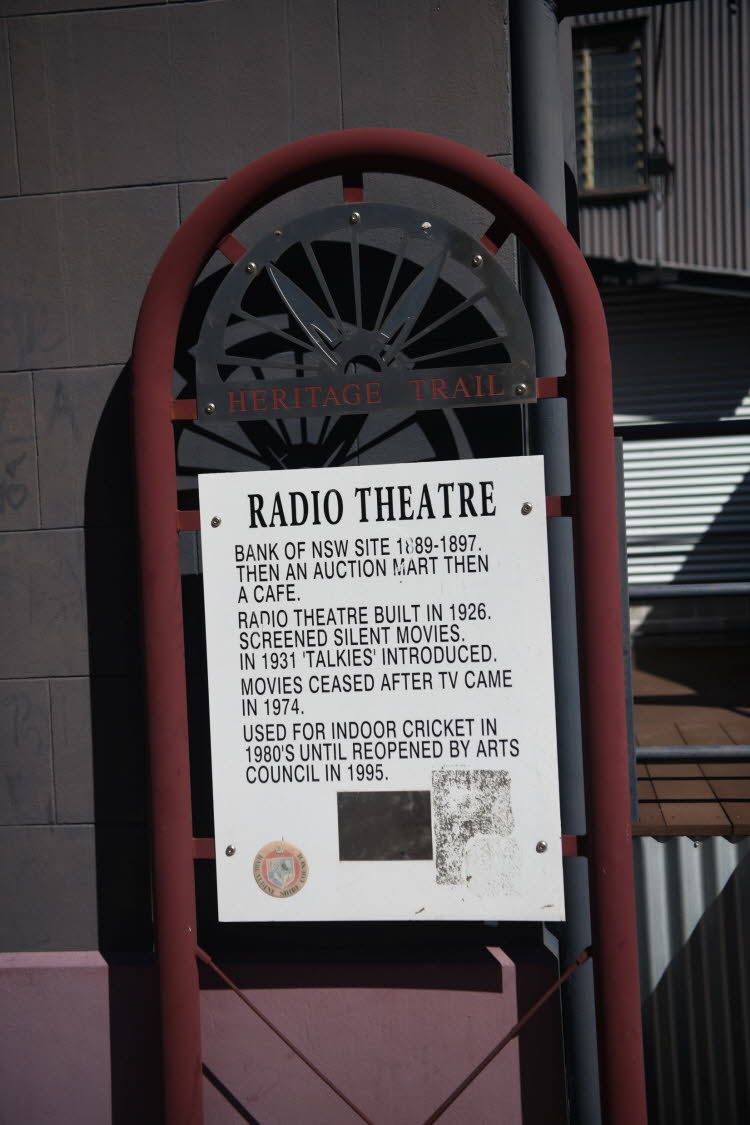 HERITAGE TRAIL
RADIO THEATRE
BANK OF NSW SITE 1889-1897.
THEN AN AUCTION MART THEN
A CAFE.
RADIO THEATRE BUILT IN 1926.
SCREENED SILENT MOVIES.
IN 1931 'TALKIES' INTRODUCED.
MOVIES CEASED AFTER TV CAME
IN 1974.
USED FOR INDOOR CRICKET IN
1980'S UNTIL REOPENED BY ARTS
COUNCIL IN 1995.